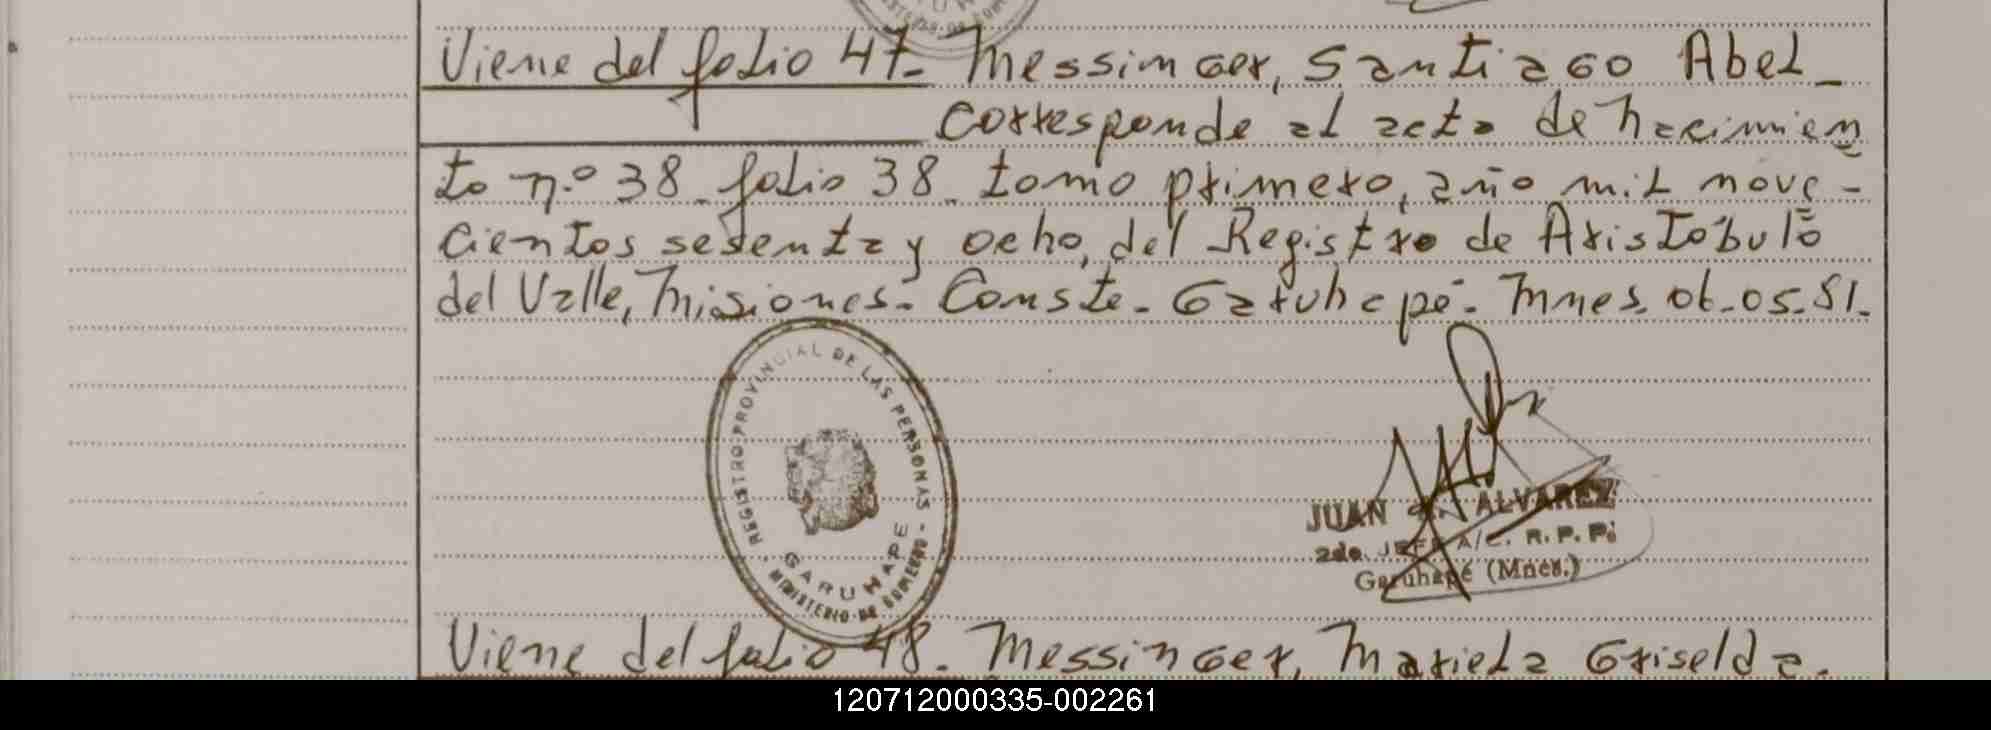 Viene del folio 47- Messinger, Santiago Abel_
Corresponde al acta de nacimien
to n.º 38_ folio 38_ tomo primero, año mil nove-
cientos sesenta y ocho, del Registro de Aristóbulo
del Valle, Misiones.- Conste- Garuhapé- Mnes. 06-05-81-
REGISTRO PROVINCIAL DE LAS PERSONAS -
GARUHAPE
MINISTERIO DE GOBIERNO
JUAN ALVAREZ
2do. JEFE A/C. R. P. P.
Garuhapé (Mnes.)
Viene del folio 48- Messinger, Mariela Griselda.
120712000335-002261